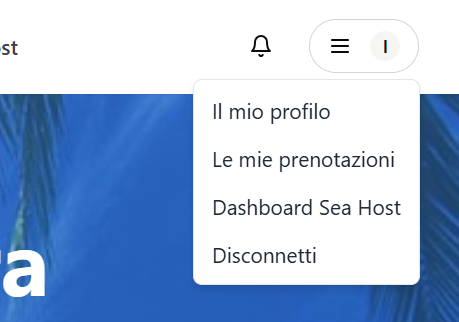 st
I
Il mio profilo
Le mie prenotazioni
Dashboard Sea Host
Disconnetti
a